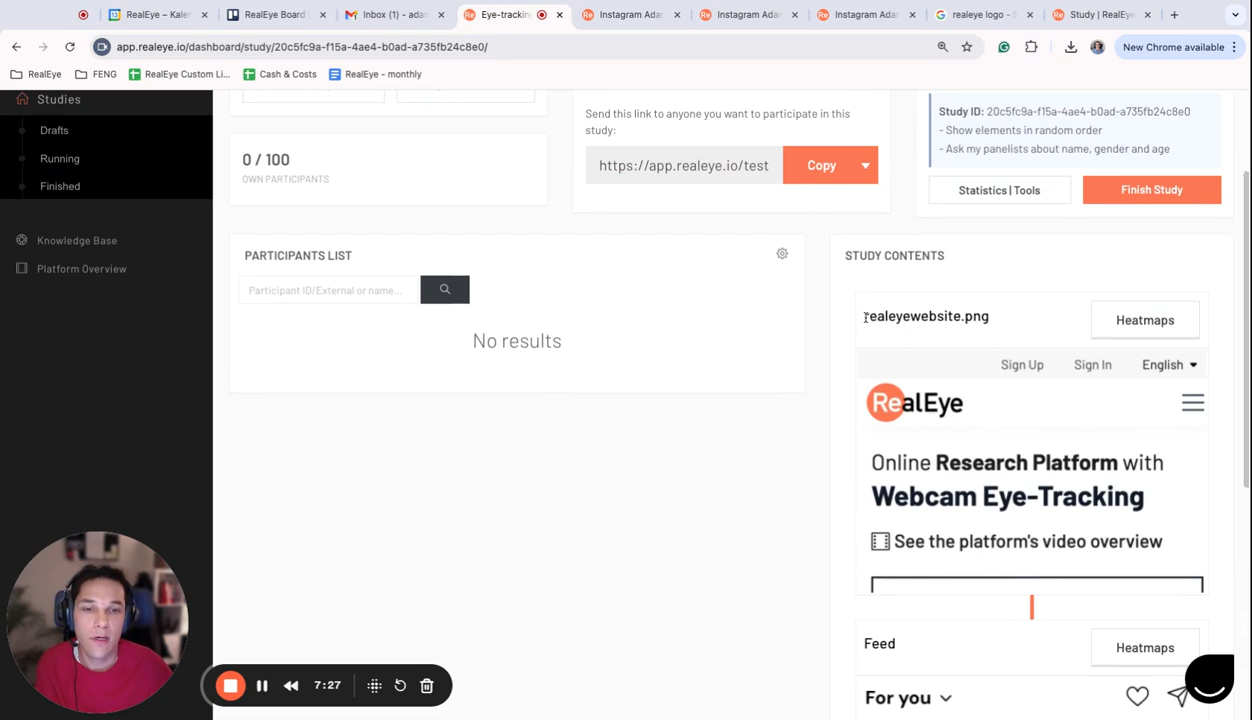 RealEye – Kalen
RealEye Board
Inbox (1) - adar
Eye-tracking
Instagram Adar
Instagram Adar
Instagram Adar
realeye logo - S
Study | RealEye
app.realeye.io/dashboard/study/20c5fc9a-f15a-4ae4-b0ad-a735fb24c8e0/
New Chrome available
RealEye
FENG
RealEye Custom Li...
Cash & Costs
RealEye - monthly
Studies
Drafts
Running
Finished
Knowledge Base
Platform Overview
0 / 100
OWN PARTICIPANTS
Send this link to anyone you want to participate in this
study:
https://app.realeye.io/test
Copy
Study ID: 20c5fc9a-f15a-4ae4-b0ad-a735fb24c8e0
- Show elements in random order
- Ask my panelists about name, gender and age
Statistics | Tools
Finish Study
PARTICIPANTS LIST
Participant ID/External or name...
No results
STUDY CONTENTS
realeyewebsite.png
Heatmaps
Sign Up
Sign In
English
RealEye
Online Research Platform with
Webcam Eye-Tracking
See the platform's video overview
Feed
Heatmaps
For you
7:27